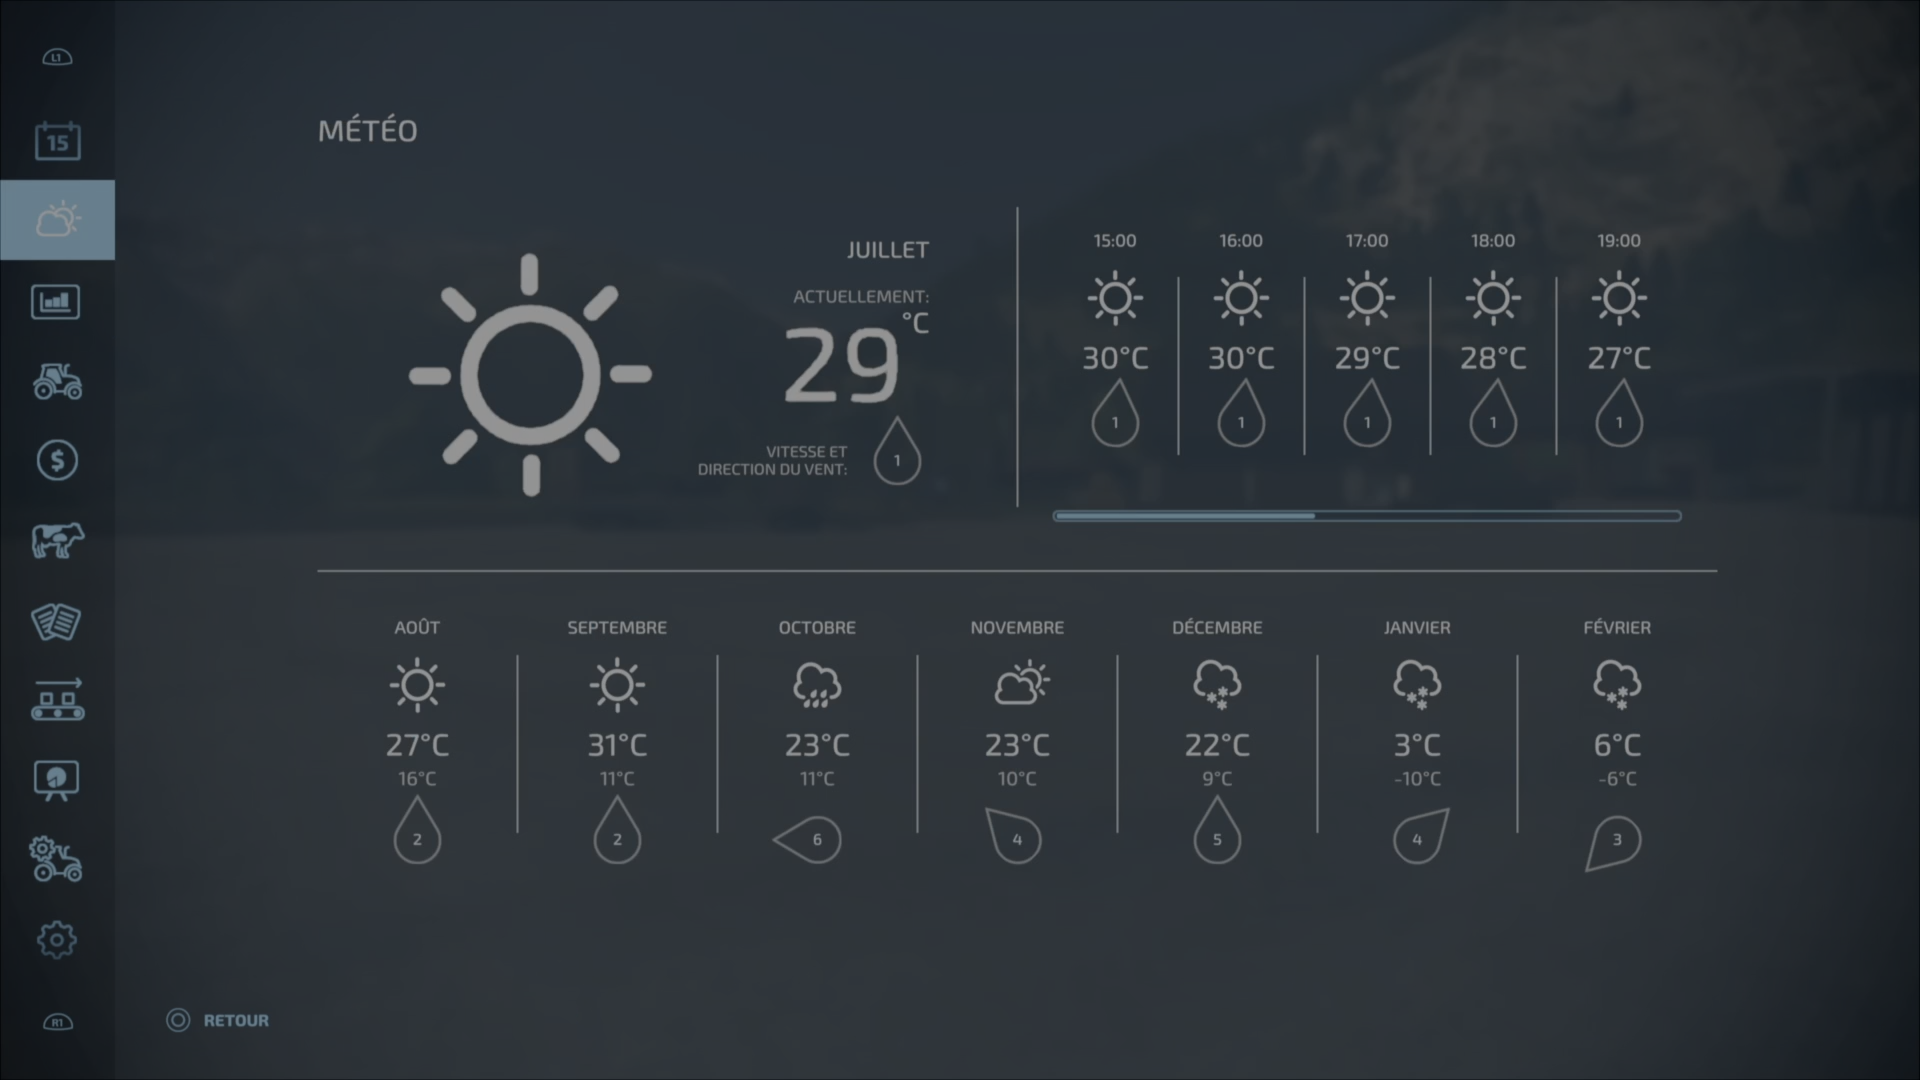 L1
15
MÉTÉO
JUILLET
ACTUELLEMENT:
29 °C
VITESSE ET
DIRECTION DU VENT:
1
15:00 16:00 17:00 18:00 19:00
30°C 30°C 29°C 28°C 27°C
1 1 1 1 1
$
AOÛT SEPTEMBRE OCTOBRE NOVEMBRE DÉCEMBRE JANVIER FÉVRIER
27°C 31°C 23°C 23°C 22°C 3°C 6°C
16°C 11°C 11°C 10°C 9°C -10°C -6°C
2 2 6 4 5 4 3
R1
RETOUR